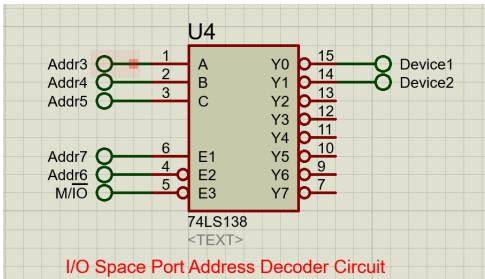 U4
Addr3 1 A Y0 15 Device1
Addr4 2 B Y1 14 Device2
Addr5 3 C Y2 13
Y3 12
Y4 11
Addr7 6 E1 Y5 10
Addr6 4 E2 Y6 9
M/I̅O̅ 5 E3 Y7 7
74LS138
<TEXT>
I/O Space Port Address Decoder Circuit